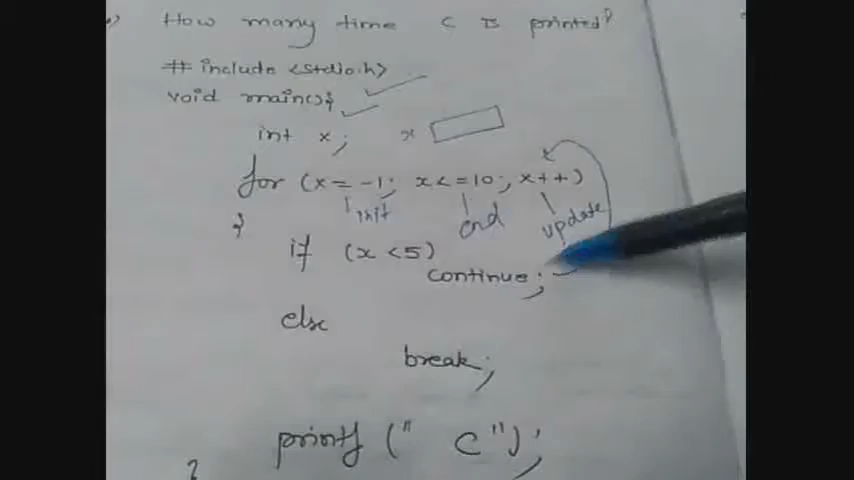 How many time C is printed?
# include <stdio.h>
void main(){
int x; x
for (x = -1; x<=10; x++)
init end update
{
if (x <5)
continue;
else
break;
printf (" C");
}